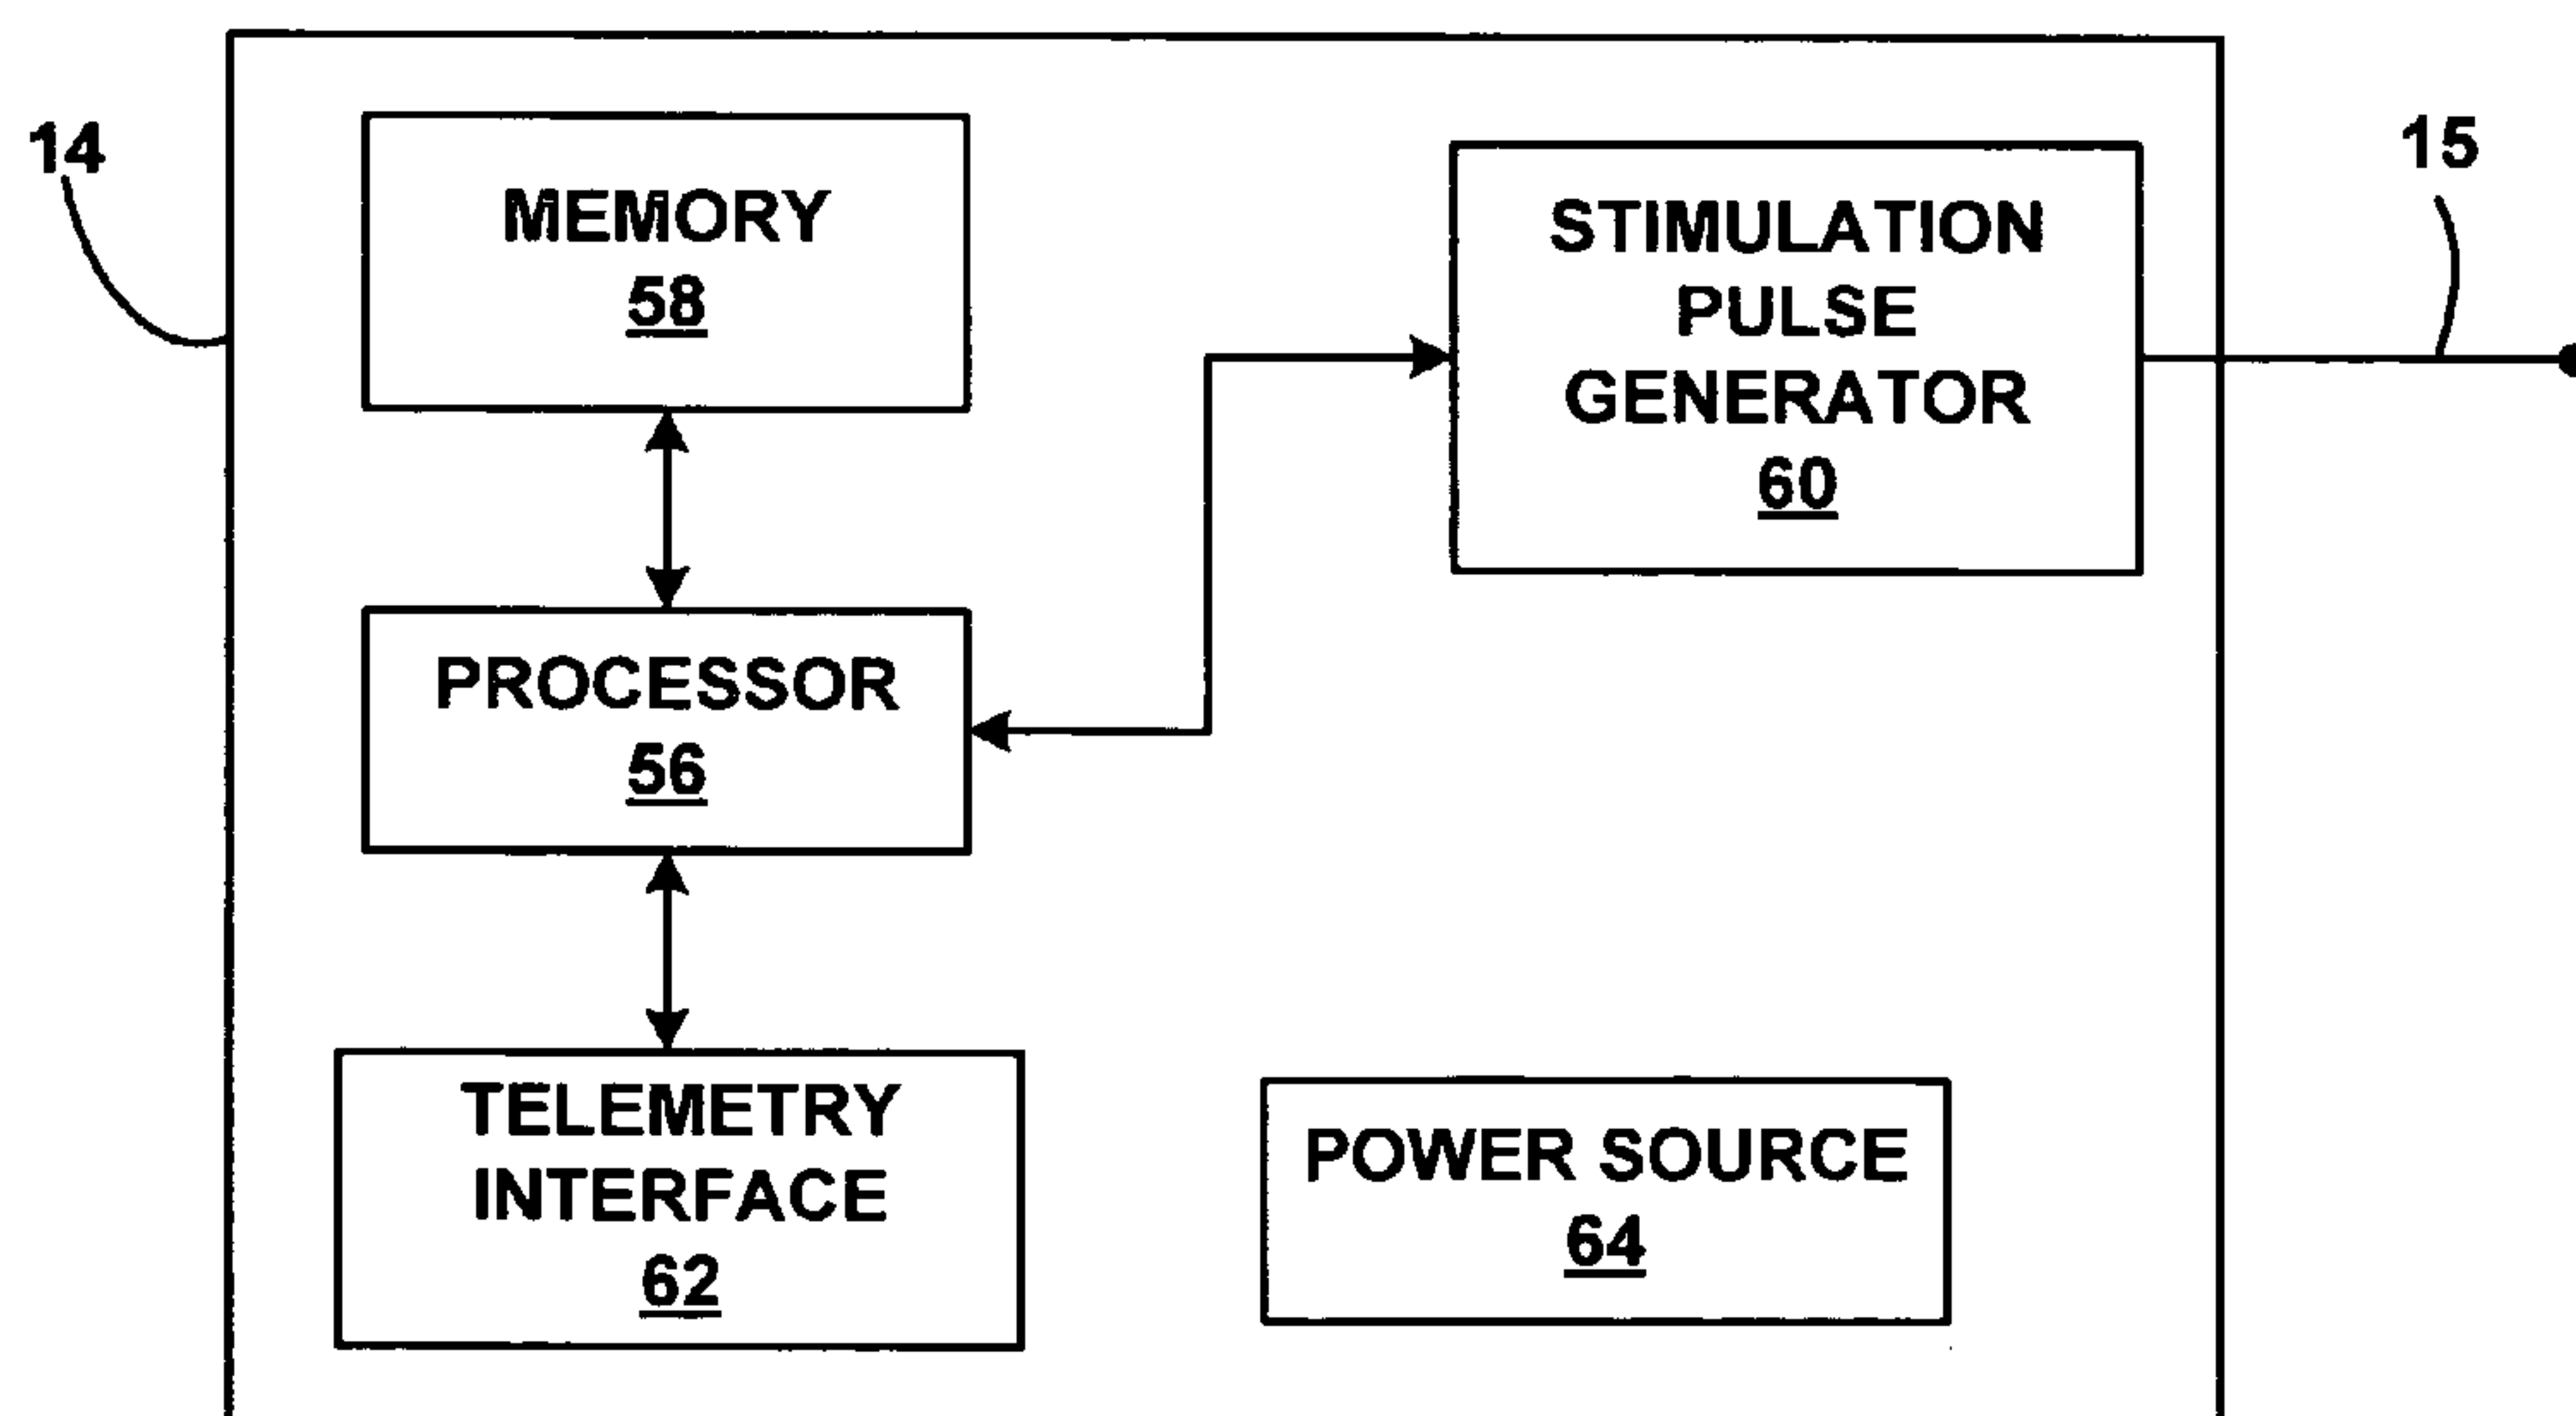 14
MEMORY
58
STIMULATION
PULSE
GENERATOR
60
15
PROCESSOR
56
TELEMETRY
INTERFACE
62
POWER SOURCE
64